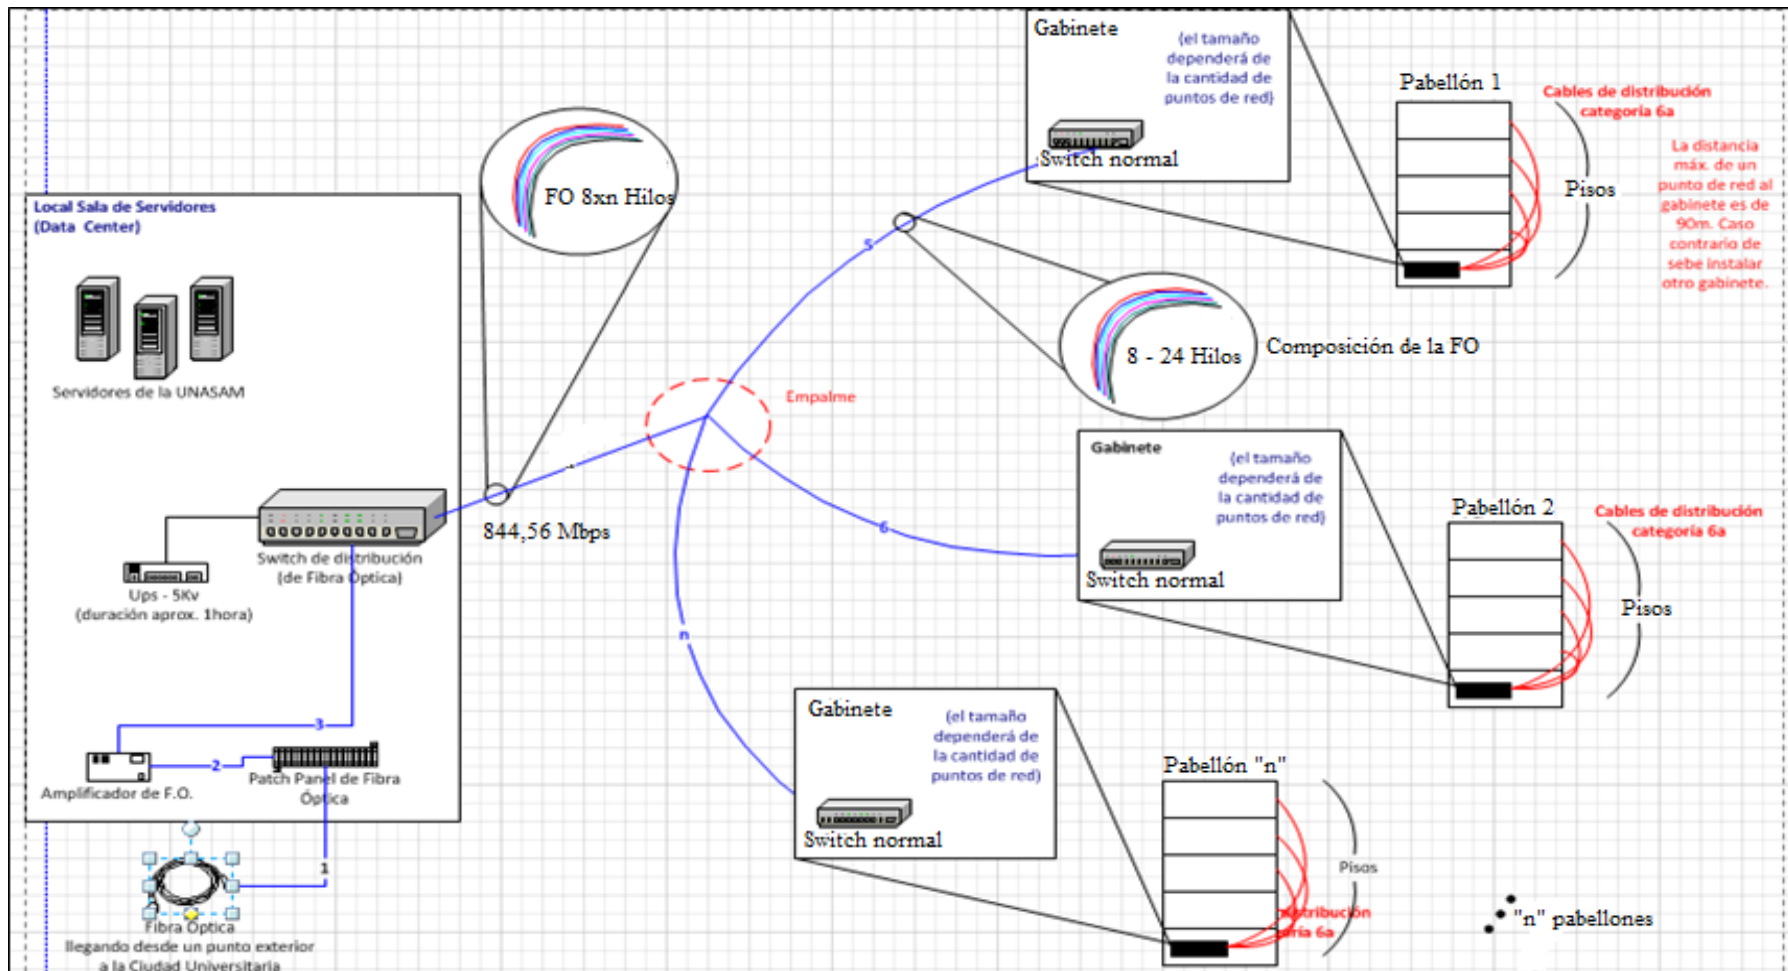 Local Sala de Servidores
(Data Center)
Servidores de la UNASAM
Switch de distribución
(de Fibra Óptica)
Ups - 5Kv
(duración aprox. 1hora)
3
2
Amplificador de F.O.
Patch Panel de Fibra
Óptica
1
Fibra Óptica
llegando desde un punto exterior
a la Ciudad Universitaria
FO 8xn Hilos
844,56 Mbps
Empalme
5
6
n
8 - 24 Hilos
Composición de la FO
Gabinete
(el tamaño
dependerá de
la cantidad de
puntos de red)
Switch normal
Pabellón 1
Cables de distribución
categoría 6a
Pisos
La distancia
máx. de un
punto de red al
gabinete es de
90m. Caso
contrario de
sebe instalar
otro gabinete.
Gabinete
(el tamaño
dependerá de
la cantidad de
puntos de red)
Switch normal
Pabellón 2
Cables de distribución
categoría 6a
Pisos
Gabinete
(el tamaño
dependerá de
la cantidad de
puntos de red)
Switch normal
Pabellón "n"
Pisos
istribución
oría 6a
"n" pabellones